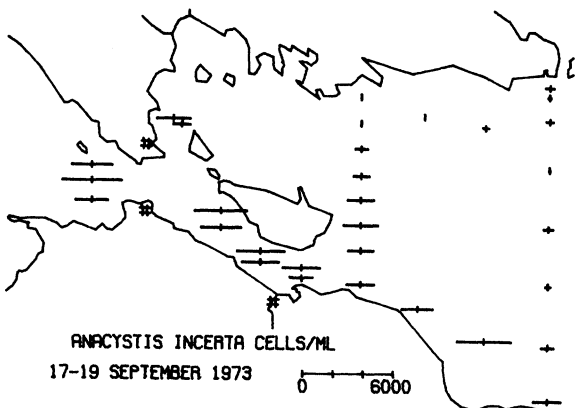 ANACYSTIS INCERTA CELLS/ML
17-19 SEPTEMBER 1973
0 6000